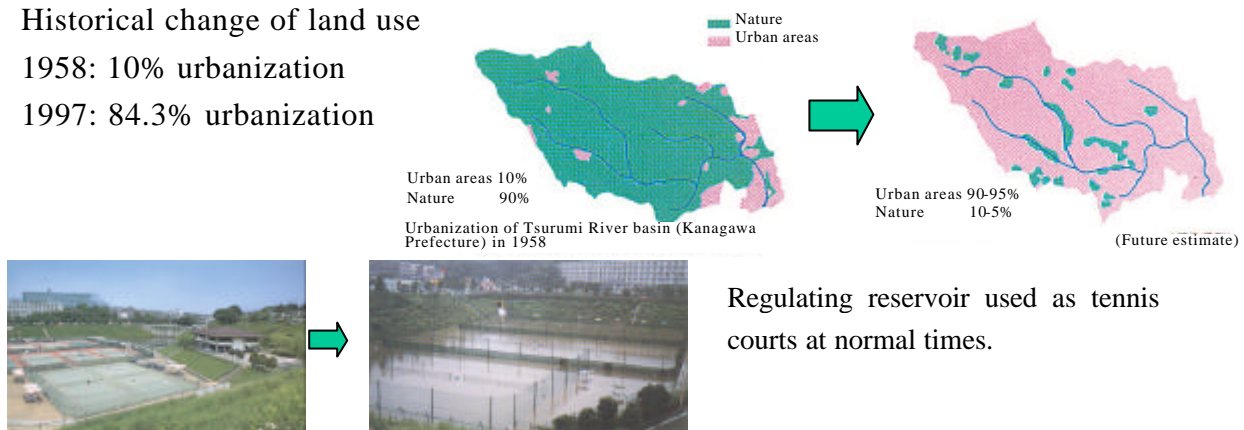 Historical change of land use
1958: 10% urbanization
1997: 84.3% urbanization
Nature
Urban areas
Urban areas 10%
Nature 90%
Urbanization of Tsurumi River basin (Kanagawa
Prefecture) in 1958
Urban areas 90-95%
Nature 10-5%
(Future estimate)
Regulating reservoir used as tennis
courts at normal times.